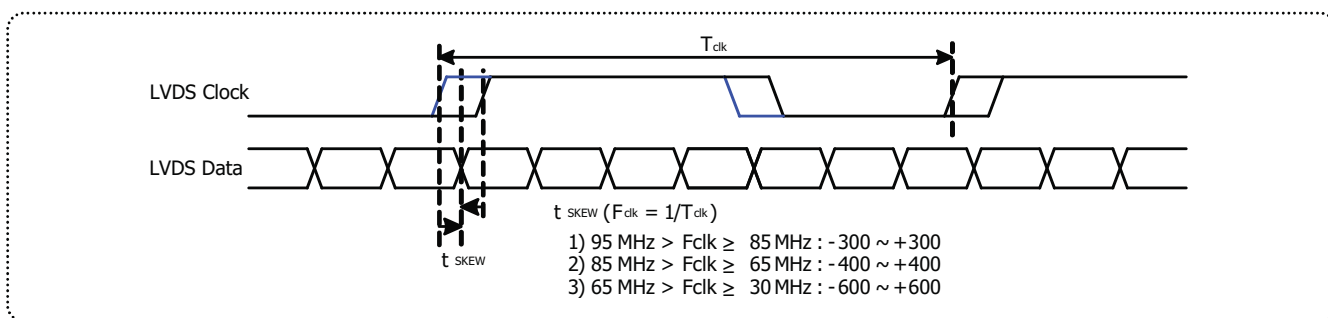 Tclk
LVDS Clock
LVDS Data
t SKEW (Fclk = 1/Tclk)
1) 95 MHz > Fclk ≥ 85 MHz : -300 ~ +300
2) 85 MHz > Fclk ≥ 65 MHz : -400 ~ +400
3) 65 MHz > Fclk ≥ 30 MHz : -600 ~ +600
t SKEW